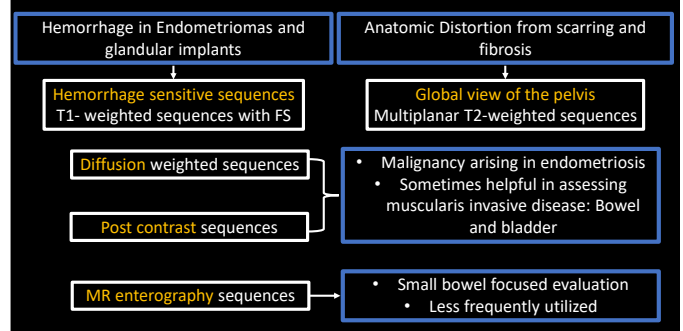 Hemorrhage in Endometriomas and
glandular implants
Anatomic Distortion from scarring and
fibrosis
Hemorrhage sensitive sequences
T1- weighted sequences with FS
Global view of the pelvis
Multiplanar T2-weighted sequences
Diffusion weighted sequences
Post contrast sequences
• Malignancy arising in endometriosis
• Sometimes helpful in assessing
muscularis invasive disease: Bowel
and bladder
MR enterography sequences
• Small bowel focused evaluation
• Less frequently utilized